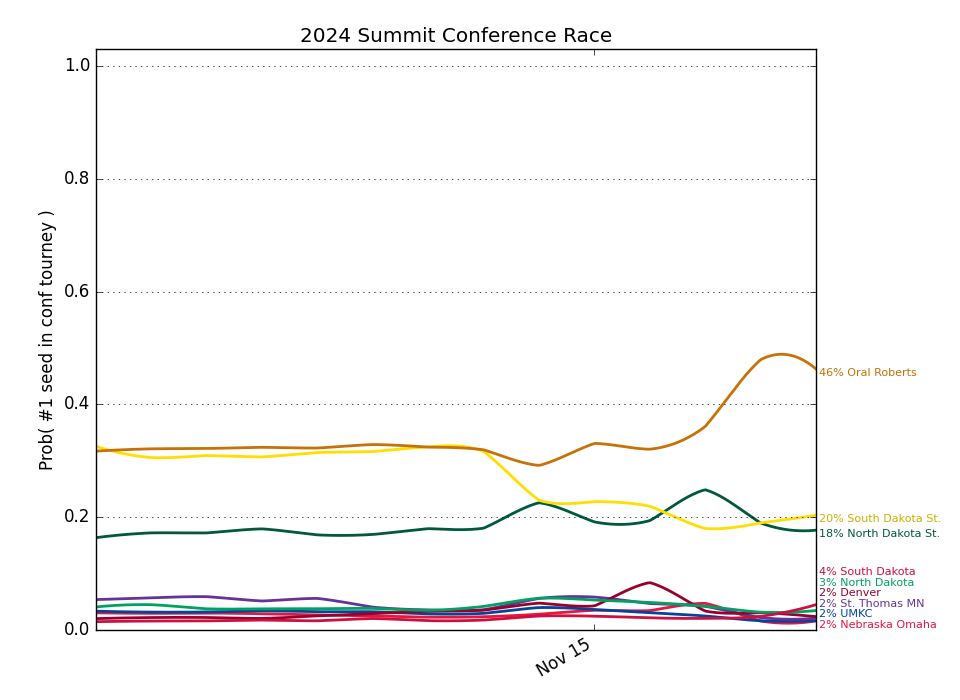 2024 Summit Conference Race
Prob( #1 seed in conf tourney )
1.0
0.8
0.6
0.4
0.2
0.0
Nov 15
46% Oral Roberts
20% South Dakota St.
18% North Dakota St.
4% South Dakota
3% North Dakota
2% Denver
2% St. Thomas MN
2% UMKC
2% Nebraska Omaha